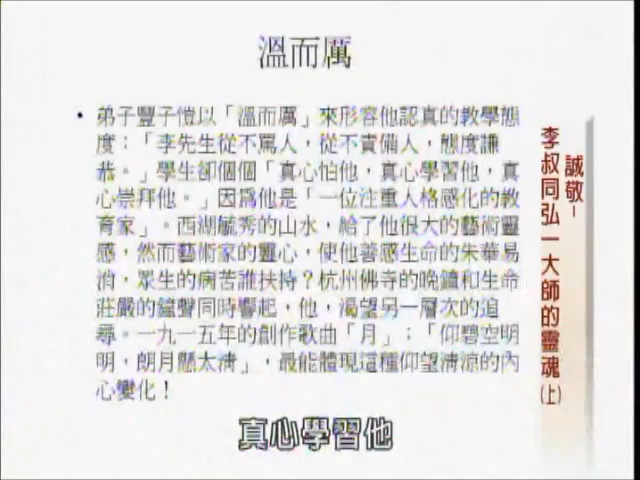 溫而厲
• 弟子豐子愷以「溫而厲」來形容他認真的教學態
度：「李先生從不罵人，從不責備人，態度謙
恭。」學生卻個個「真心怕他，真心學習他，真
心崇拜他。」因為他是「一位注重人格感化的教
育家」。西湖毓秀的山水，給了他很大的藝術靈
感，然而藝術家的靈心，使他善感生命的朱華易
消，眾生的病苦誰扶持？杭州佛寺的晚鐘和生命
莊嚴的鐘聲同時響起，他，渴望另一層次的追
尋。一九一五年的創作歌曲「月」：「仰碧空明
明，朗月懸太清」，最能體現這種仰望清涼的內
心變化！
誠敬-
李叔同弘一大師的靈魂(上)
真心學習他